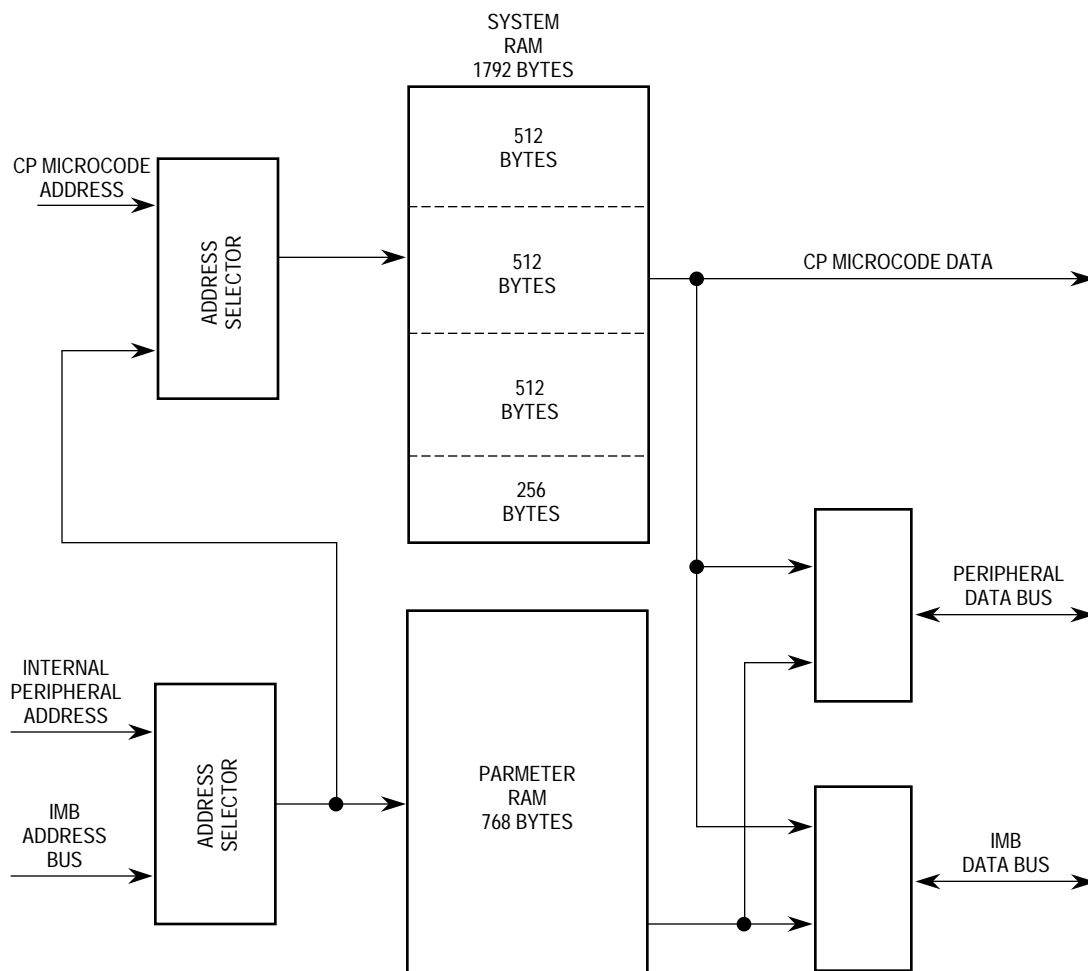 SYSTEM
RAM
1792 BYTES
512
BYTES
CP MICROCODE
ADDRESS
ADDRESS
SELECTOR
512
BYTES
CP MICROCODE DATA
512
BYTES
256
BYTES
PERIPHERAL
DATA BUS
INTERNAL
PERIPHERAL
ADDRESS
ADDRESS
SELECTOR
IMB
ADDRESS
BUS
PARMETER
RAM
768 BYTES
IMB
DATA BUS